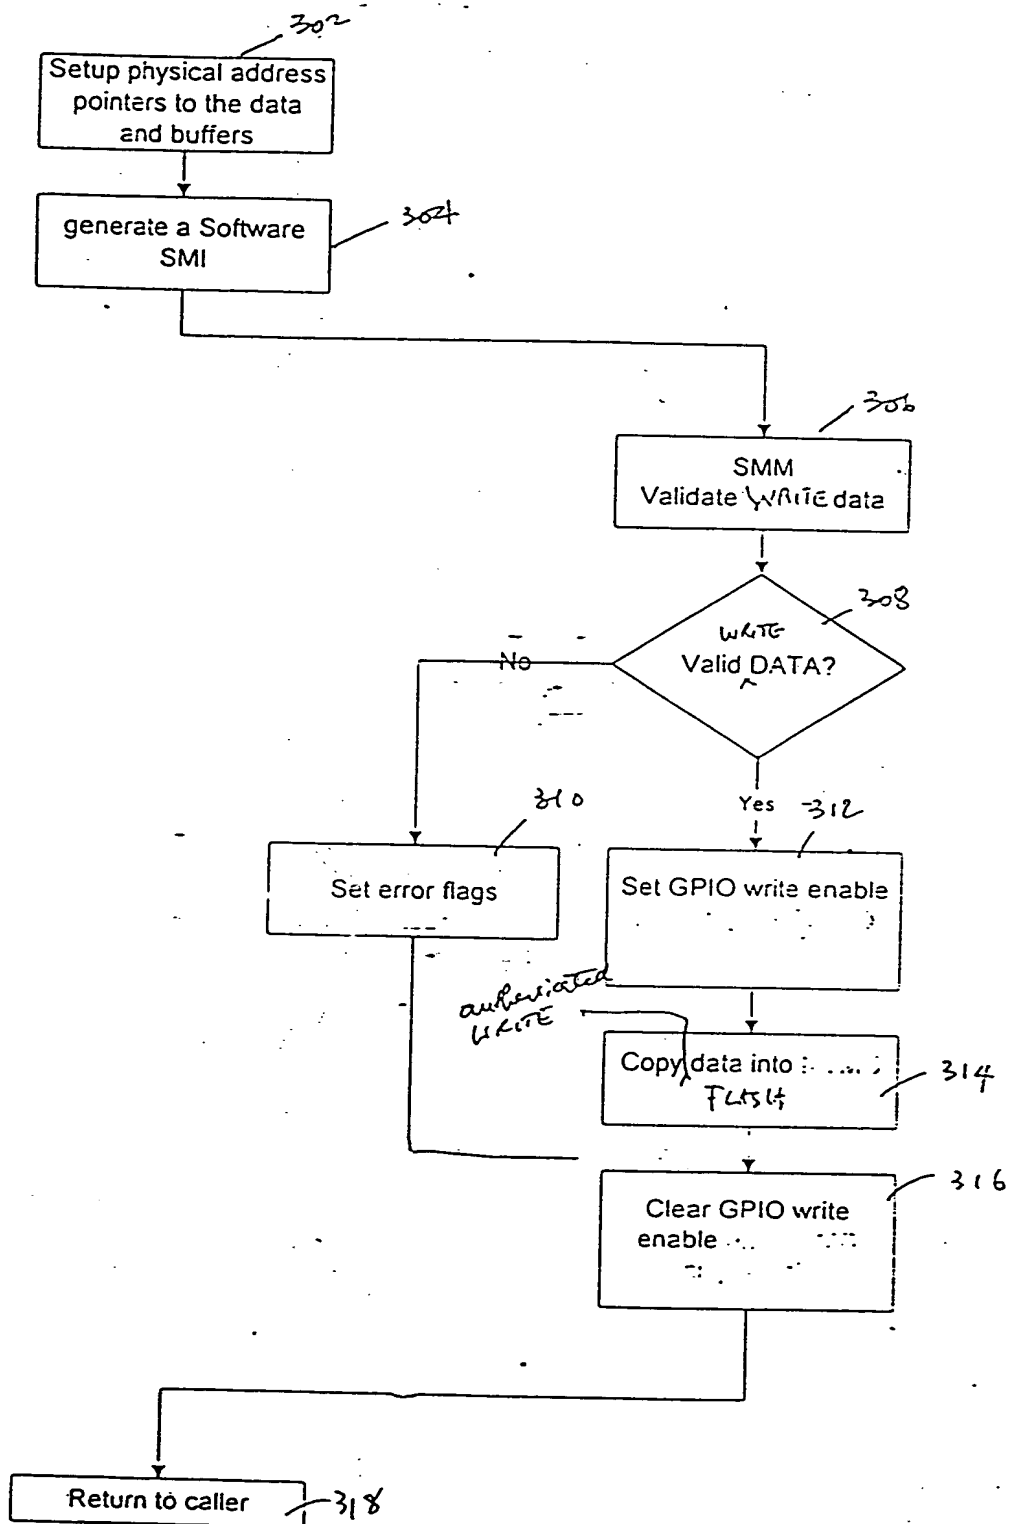 302
Setup physical address
pointers to the data
and buffers
generate a Software
SMI
304
306
SMM
Validate WRITE data
308
WRITE
Valid DATA?
No
Yes
310
312
Set error flags
Set GPIO write enable
WRITE
Copy data into
FLASH
314
316
Clear GPIO write
enable
Return to caller
318